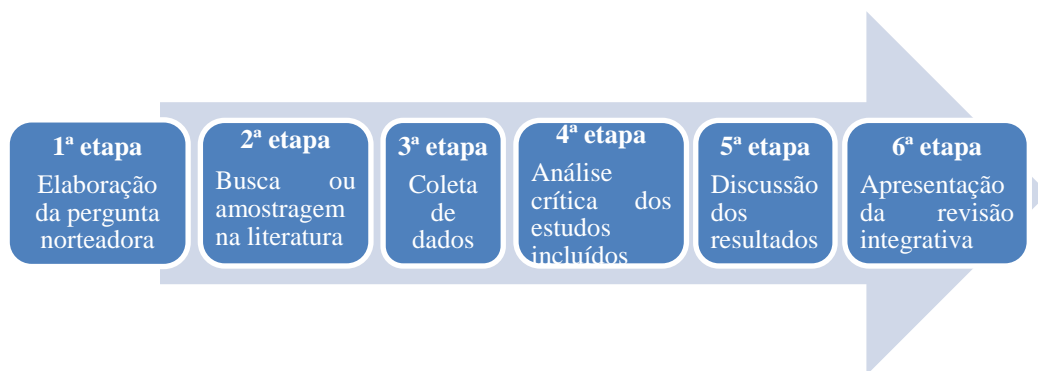 1ª etapa
Elaboração
da pergunta
norteadora
2ª etapa
Busca ou
amostragem
na literatura
3ª etapa
Coleta
de
dados
4ª etapa
Análise
crítica dos
estudos
incluídos
5ª etapa
Discussão
dos
resultados
6ª etapa
Apresentação
da revisão
integrativa